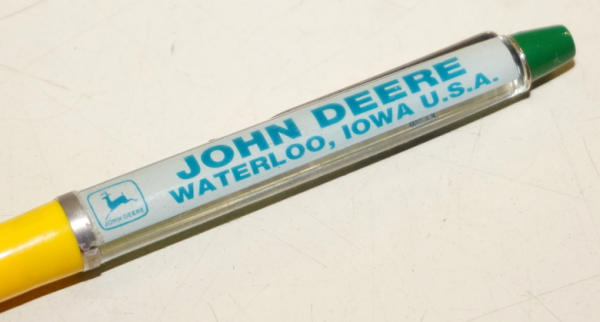 JOHN DEERE
WATERLOO, IOWA U.S.A.
JOHN DEERE